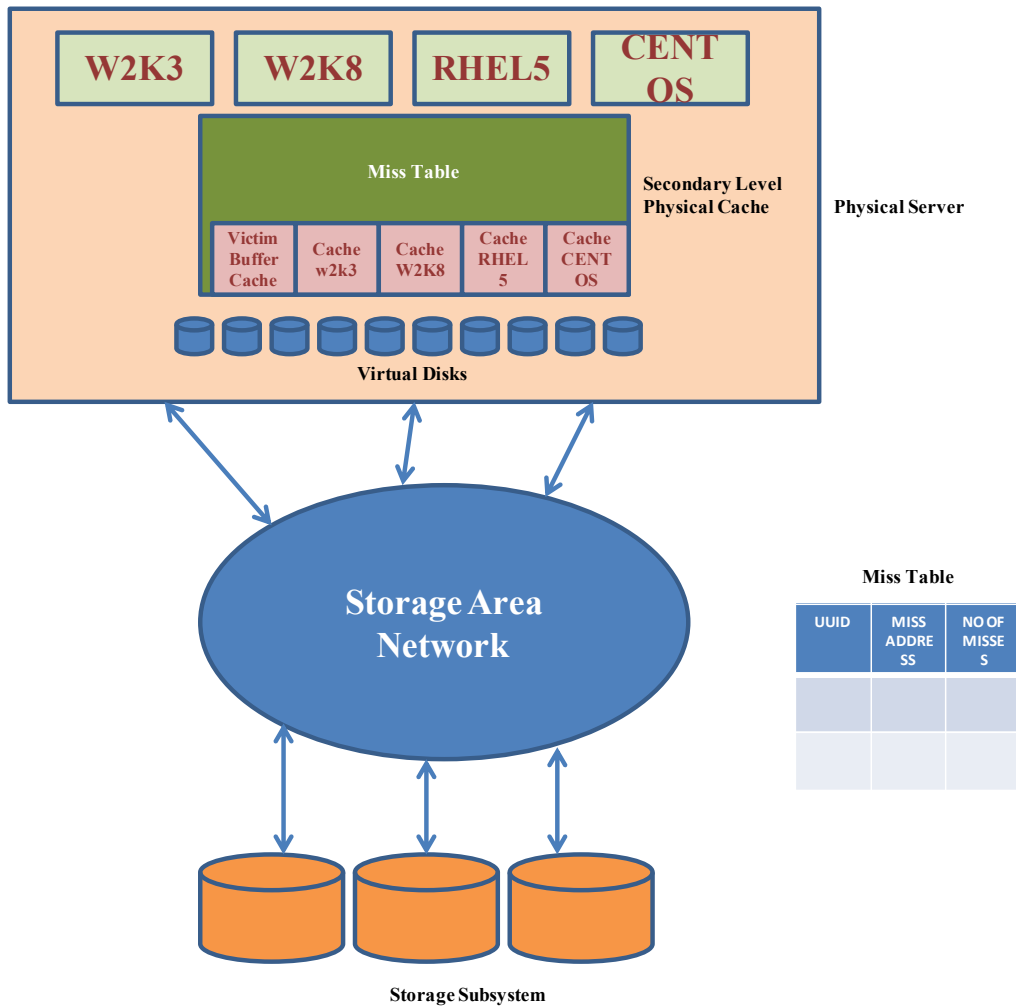 W2K3
W2K8
RHEL5
CENT
OS
Miss Table
Secondary Level
Physical Cache
Physical Server
Victim
Buffer
Cache
Cache
w2k3
Cache
W2K8
Cache
RHEL
5
Cache
CENT
OS
Virtual Disks
Storage Area
Network
Miss Table
UUID
MISS
ADDRE
SS
NO OF
MISSE
S
Storage Subsystem